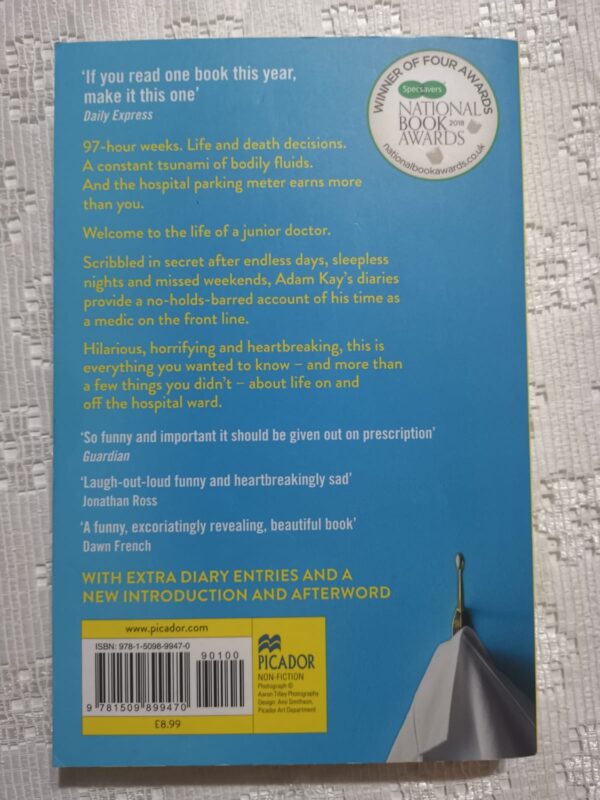 'If you read one book this year,
make it this one'
Daily Express
WINNER OF FOUR AWARDS
Specsavers
NATIONAL
BOOK 2018
AWARDS
nationalbookawards.co.uk
97-hour weeks. Life and death decisions.
A constant tsunami of bodily fluids.
And the hospital parking meter earns more
than you.
Welcome to the life of a junior doctor.
Scribbled in secret after endless days, sleepless
nights and missed weekends, Adam Kay's diaries
provide a no-holds-barred account of his time as
a medic on the front line.
Hilarious, horrifying and heartbreaking, this is
everything you wanted to know – and more than
a few things you didn't – about life on and
off the hospital ward.
'So funny and important it should be given out on prescription'
Guardian
'Laugh-out-loud funny and heartbreakingly sad'
Jonathan Ross
'A funny, excoriatingly revealing, beautiful book'
Dawn French
WITH EXTRA DIARY ENTRIES AND A
NEW INTRODUCTION AND AFTERWORD
www.picador.com
ISBN: 978-1-5098-9947-0
90100
9 781509 899470
£8.99
PICADOR
NON-FICTION
Photograph ©
Aaron Tilley Photography
Design: Ami Smithson,
Picador Art Department